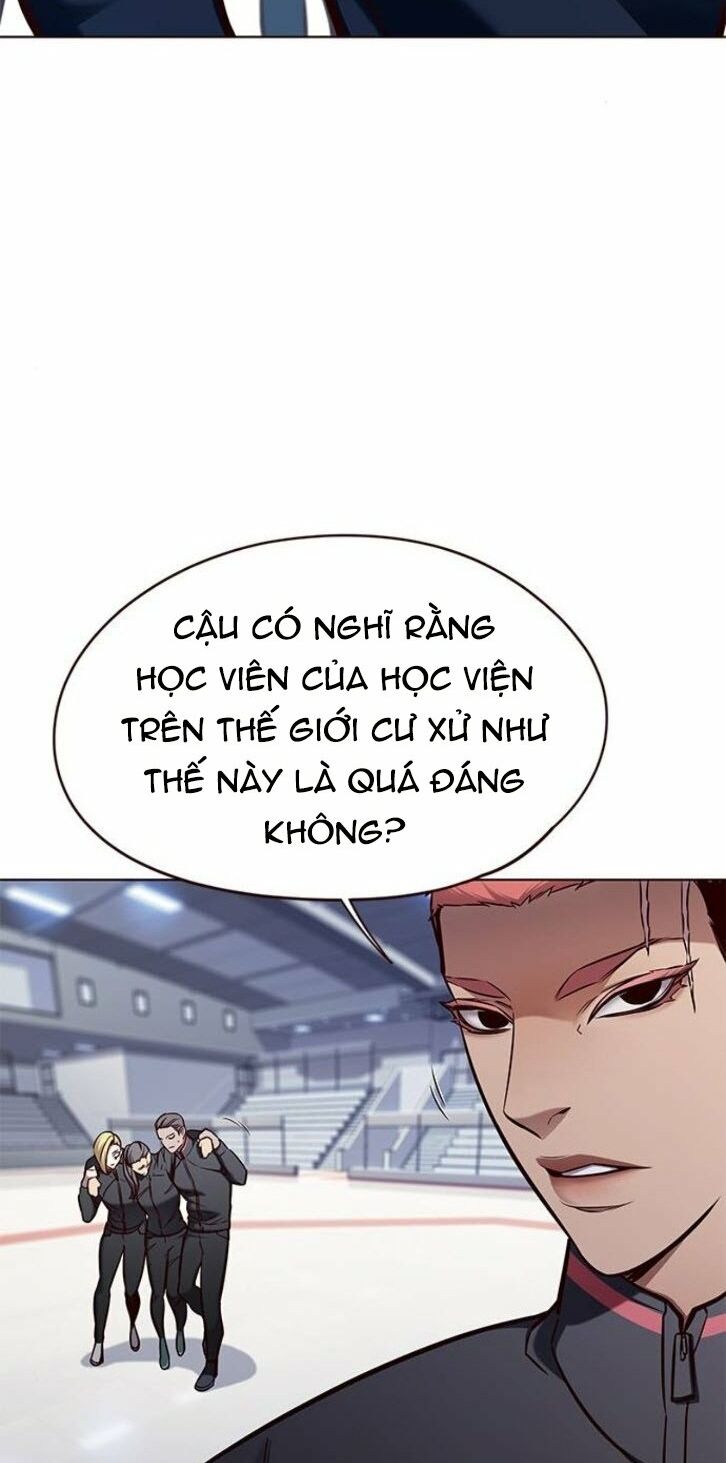 CẬU CÓ NGHĨ RẰNG
HỌC VIÊN CỦA HỌC VIỆN
TRÊN THẾ GIỚI CƯ XỬ NHƯ
THẾ NÀY LÀ QUÁ ĐÁNG
KHÔNG?